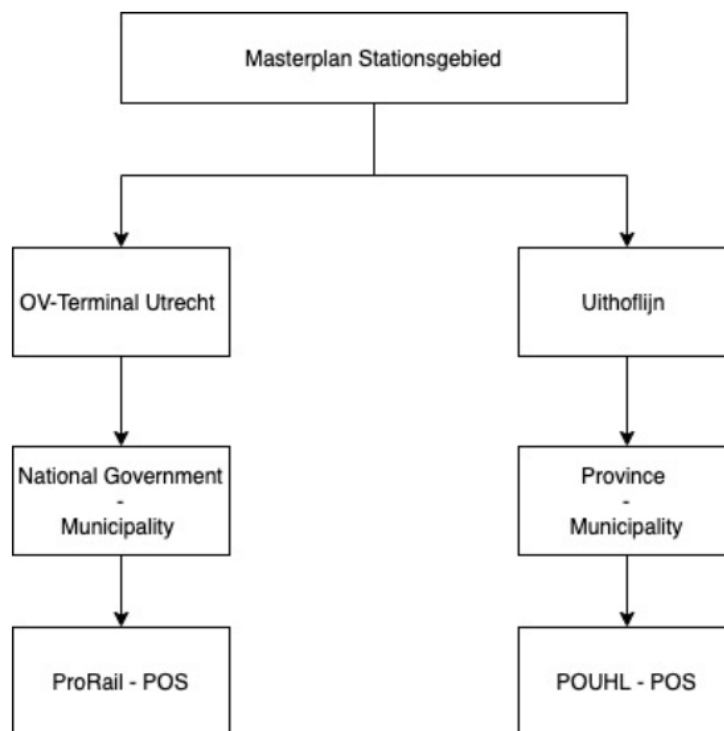 Masterplan Stationsgebied
OV-Terminal Utrecht
Uithoflijn
National Government
-
Municipality
Province
-
Municipality
ProRail - POS
POUHL - POS